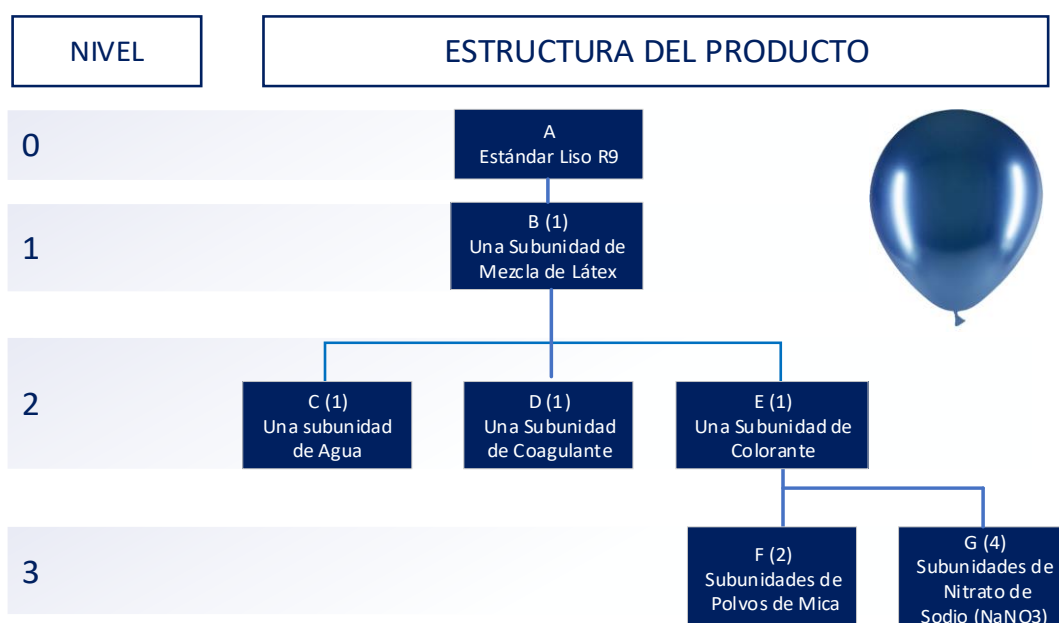 NIVEL
ESTRUCTURA DEL PRODUCTO
0
A
Estándar Liso R9
1
B (1)
Una Subunidad de
Mezcla de Látex
2
C (1)
Una subunidad
de Agua
D (1)
Una Subunidad
de Coagulante
E (1)
Una Subunidad de
Colorante
3
F (2)
Subunidades de
Polvos de Mica
G (4)
Subunidades de
Nitrato de
Sodio (NaNO3)